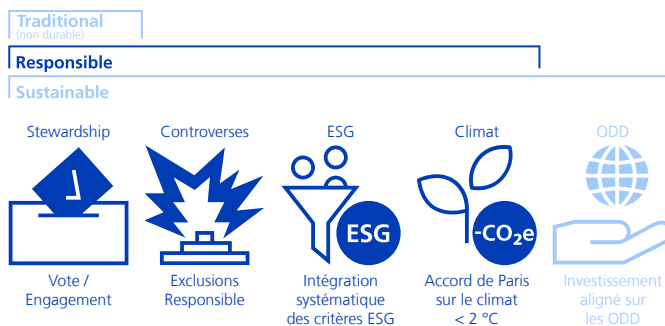 Traditional
(non durable)
Responsible
Sustainable
Stewardship
Controverses
ESG
Climat
ODD
ESG
-CO₂e
Vote /
Engagement
Exclusions
Responsible
Intégration
systématique
des critères ESG
Accord de Paris
sur le climat
< 2 °C
Investissement
aligné sur
les ODD